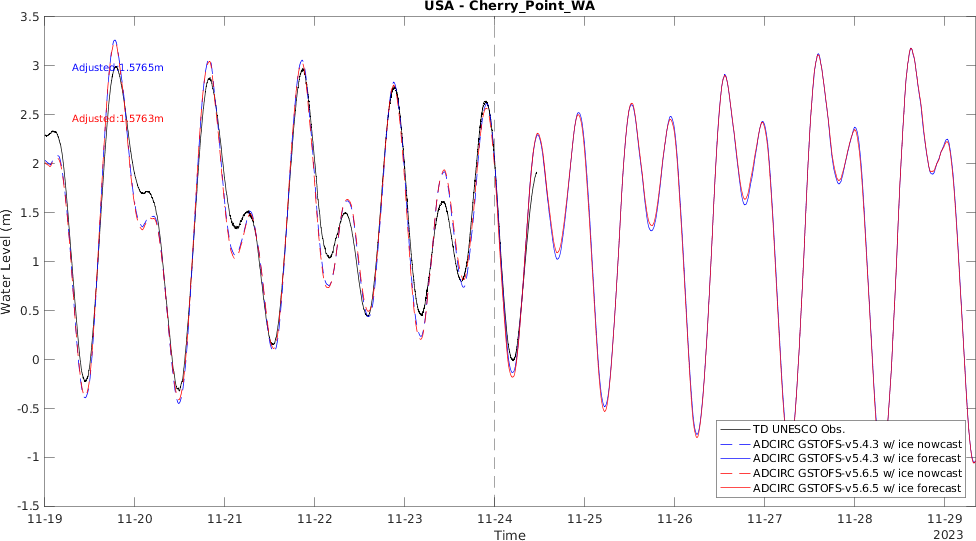 USA - Cherry_Point_WA
3.5
3
2.5
2
1.5
1
0.5
0
-0.5
-1
-1.5
Water Level (m)
Adjusted:1.5765m
Adjusted:1.5763m
TD UNESCO Obs.
ADCIRC GSTOFS-v5.4.3 w/ ice nowcast
ADCIRC GSTOFS-v5.4.3 w/ ice forecast
ADCIRC GSTOFS-v5.6.5 w/ ice nowcast
ADCIRC GSTOFS-v5.6.5 w/ ice forecast
11-19 11-20 11-21 11-22 11-23 11-24 11-25 11-26 11-27 11-28 11-29
Time 2023